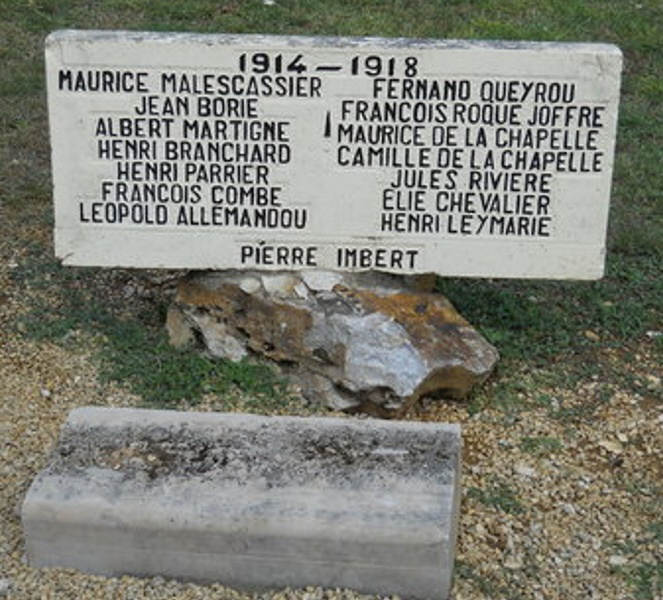 1914 – 1918
MAURICE MALESCASSIER
JEAN BORIE
ALBERT MARTIGNE
HENRI BRANCHARD
HENRI PARRIER
FRANCOIS COMBE
LEOPOLD ALLEMANDOU
FERNAND QUEYROU
FRANCOIS ROQUE JOFFRE
MAURICE DE LA CHAPELLE
CAMILLE DE LA CHAPELLE
JULES RIVIERE
ELIE CHEVALIER
HENRI LEYMARIE
PIERRE IMBERT